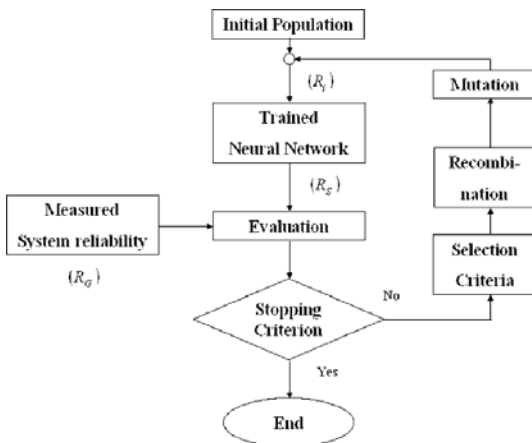 Initial Population
(R_i)
Mutation
Trained
Neural Network
Recombi-
nation
(R_S)
Measured
System reliability
(R_G)
Evaluation
Selection
Criteria
No
Stopping
Criterion
Yes
End